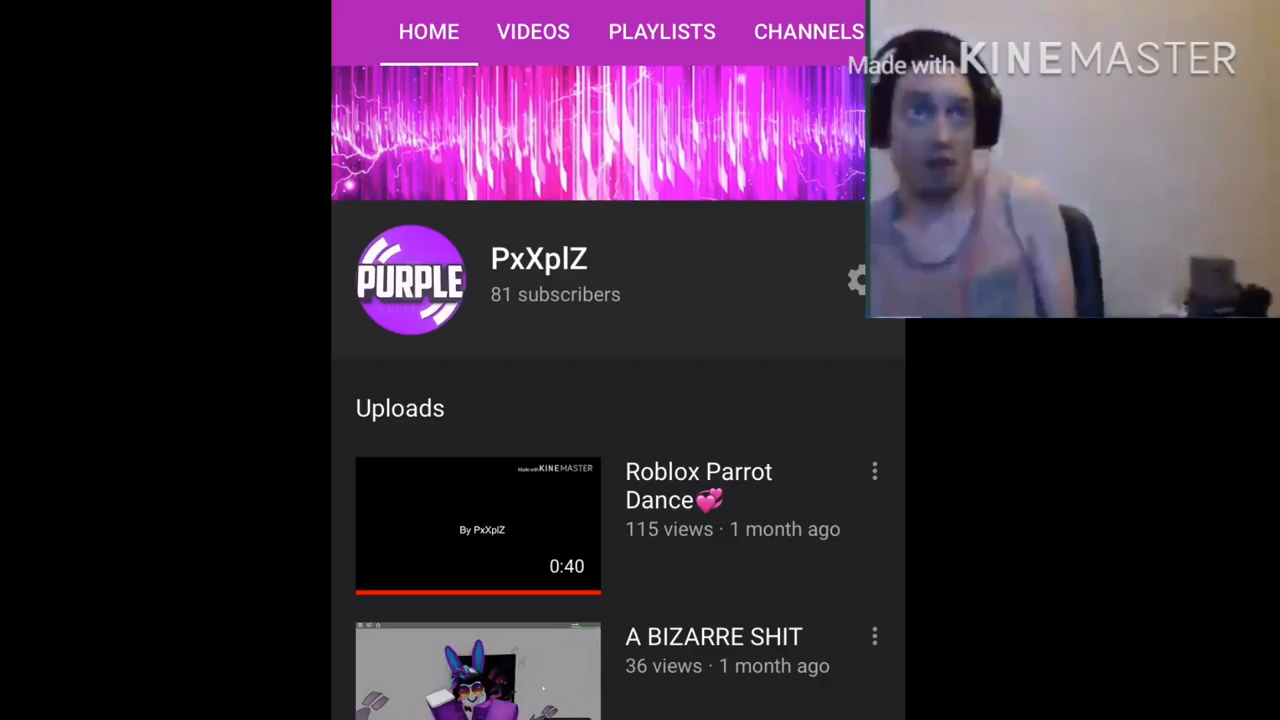 HOME VIDEOS PLAYLISTS CHANNELS
Made with KINEMASTER
PURPLE
PxXplZ
81 subscribers
Uploads
Made with KINEMASTER
By PxXplZ
0:40
Roblox Parrot
Dance💞
115 views · 1 month ago
A BIZARRE SHIT
36 views · 1 month ago